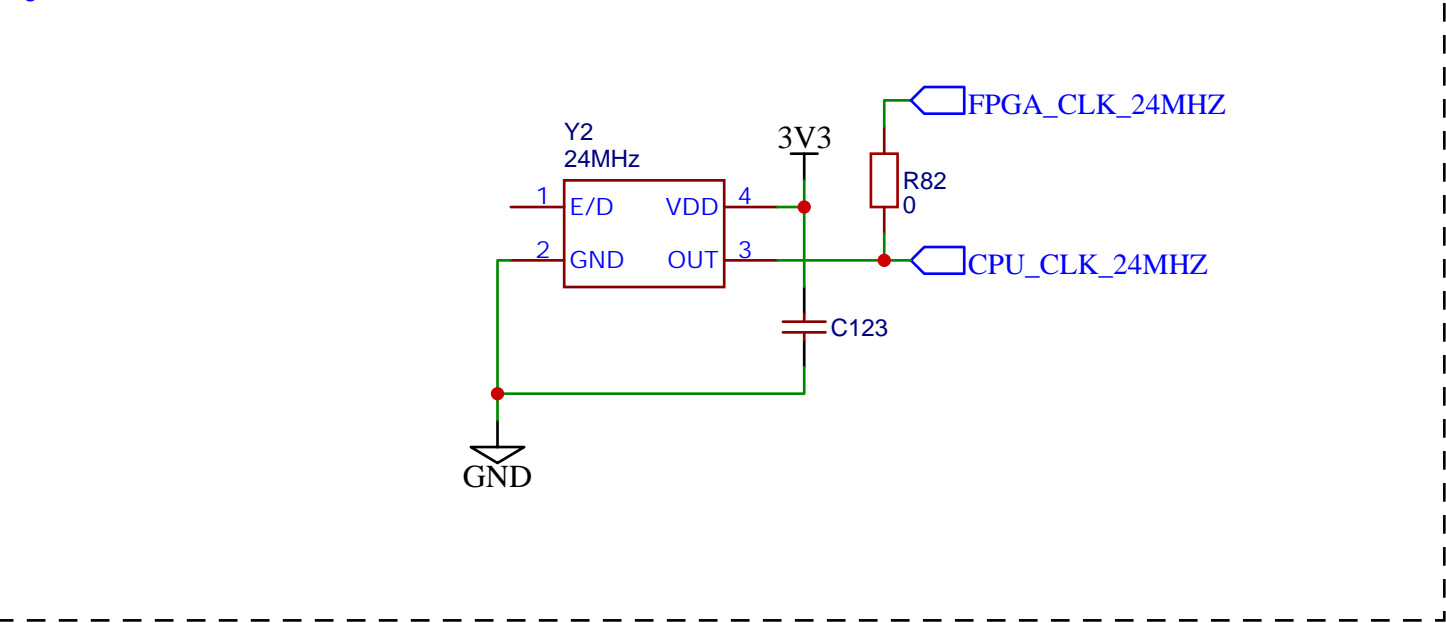 FPGA_CLK_24MHZ
Y2
24MHz
3V3
R82
0
1
E/D
VDD
4
2
GND
OUT
3
CPU_CLK_24MHZ
C123
GND